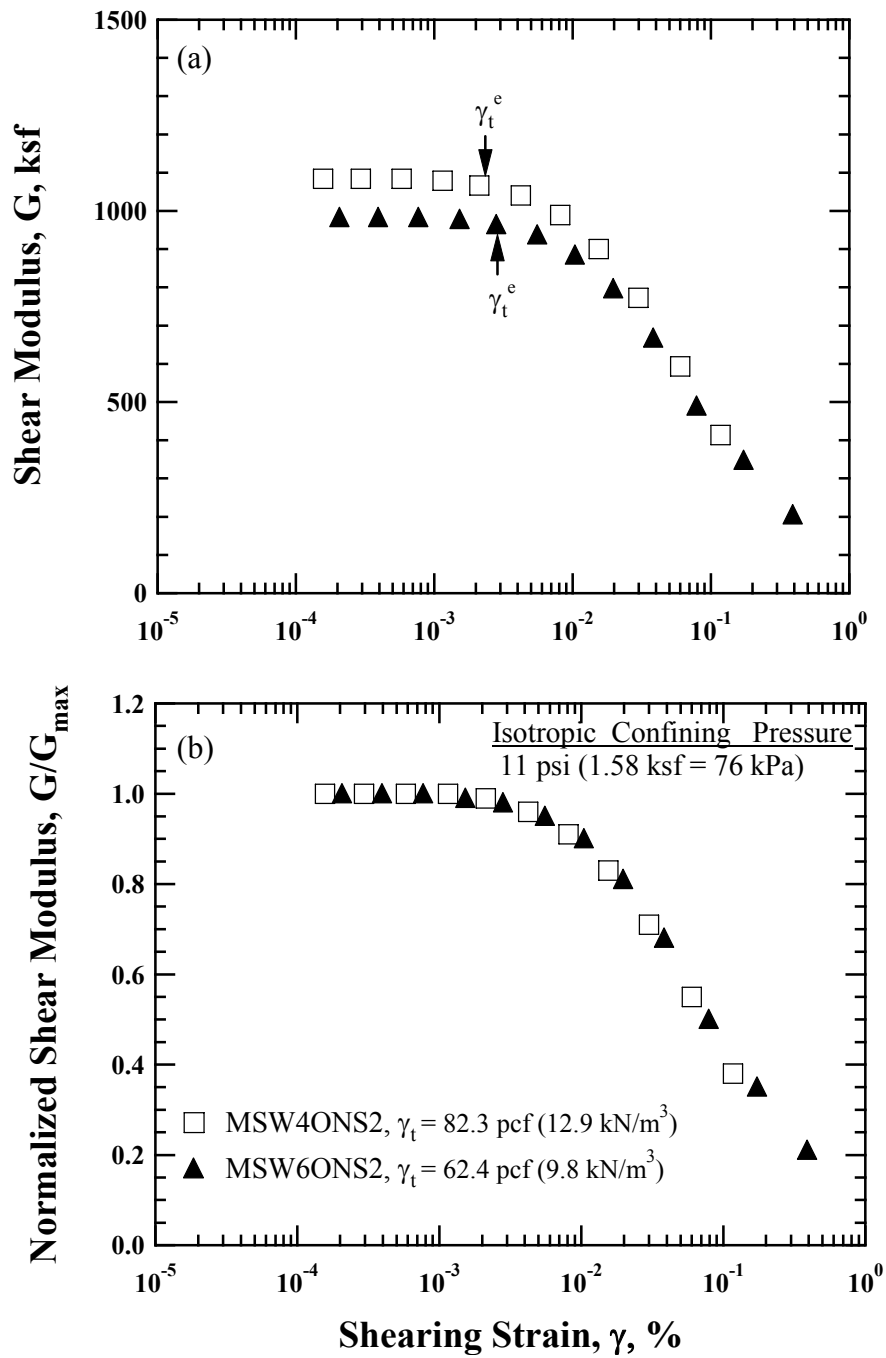 Shear Modulus, G, ksf
1500
1000
500
0
(a)
γₜᵉ
γₜᵉ
10⁻⁵ 10⁻⁴ 10⁻³ 10⁻² 10⁻¹ 10⁰
Normalized Shear Modulus, G/Gₘₐₓ
1.2
1.0
0.8
0.6
0.4
0.2
0.0
(b)
Isotropic Confining Pressure
11 psi (1.58 ksf = 76 kPa)
MSW4ONS2, γₜ = 82.3 pcf (12.9 kN/m³)
MSW6ONS2, γₜ = 62.4 pcf (9.8 kN/m³)
10⁻⁵ 10⁻⁴ 10⁻³ 10⁻² 10⁻¹ 10⁰
Shearing Strain, γ, %